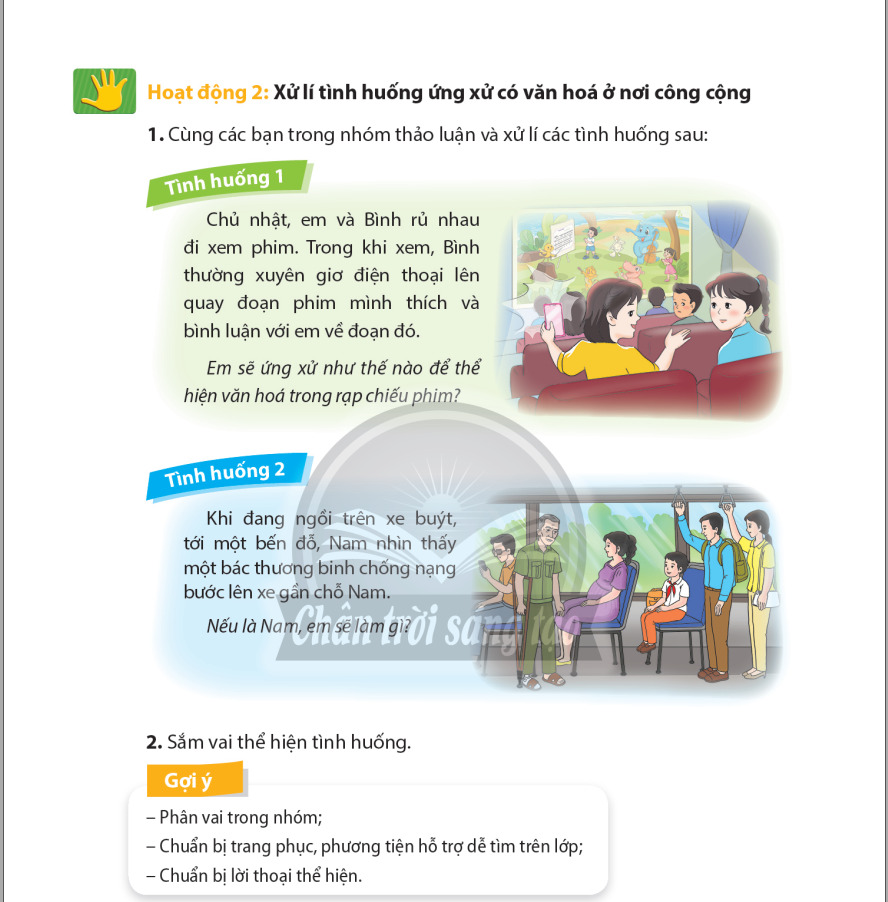 Hoạt động 2: Xử lí tình huống ứng xử có văn hoá ở nơi công cộng
1. Cùng các bạn trong nhóm thảo luận và xử lí các tình huống sau:
Tình huống 1
Chủ nhật, em và Bình rủ nhau
đi xem phim. Trong khi xem, Bình
thường xuyên giơ điện thoại lên
quay đoạn phim mình thích và
bình luận với em về đoạn đó.
Em sẽ ứng xử như thế nào để thể
hiện văn hoá trong rạp chiếu phim?
Tình huống 2
Khi đang ngồi trên xe buýt,
tới một bến đỗ, Nam nhìn thấy
một bác thương binh chống nạng
bước lên xe gần chỗ Nam.
Nếu là Nam, em sẽ làm gì?
Chân trời sáng tạo
2. Sắm vai thể hiện tình huống.
Gợi ý
– Phân vai trong nhóm;
– Chuẩn bị trang phục, phương tiện hỗ trợ dễ tìm trên lớp;
– Chuẩn bị lời thoại thể hiện.